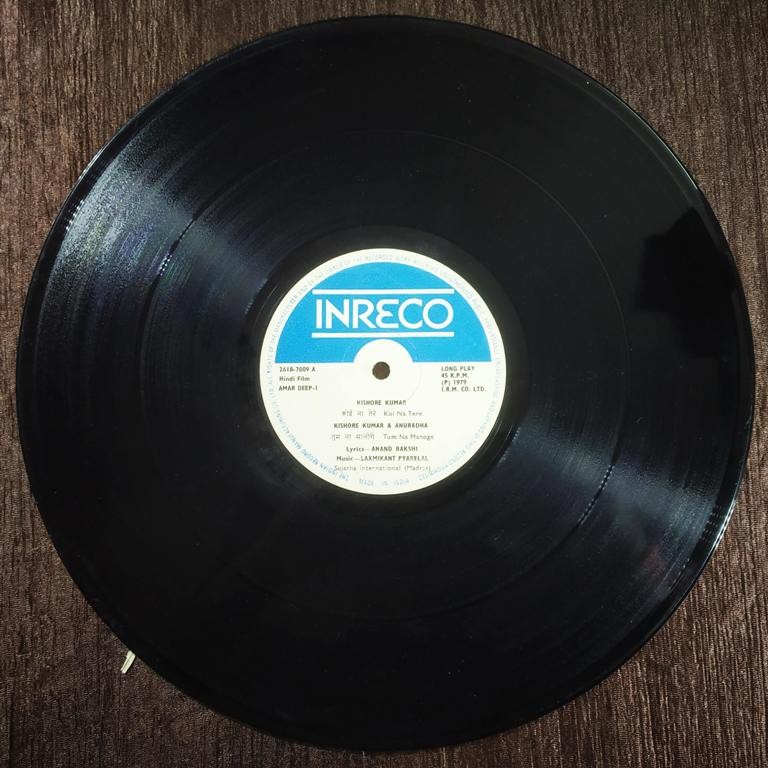 INRECO
2618-7009 A
Hindi Film
AMAR DEEP-1
LONG PLAY
45 R.P.M.
(P) 1979
I.R.M. CO. LTD.
KISHORE KUMAR
कोई ना तेरे Koi Na Tere
KISHORE KUMAR & ANURADHA
तुम ना मानोगे Tum Na Manoge
Lyrics—ANAND BAKSHI
Music—LAXMIKANT PYARELAL
Sujatha International (Madras)
MADE IN INDIA